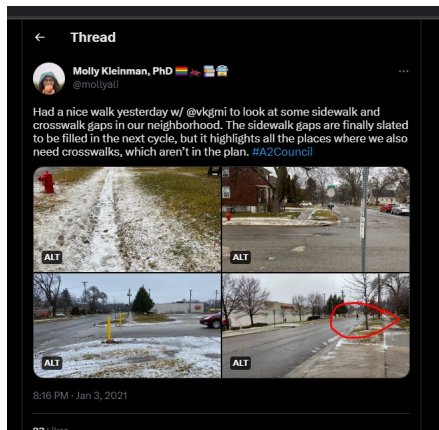 Thread
Molly Kleinman, PhD
@mollyali
Had a nice walk yesterday w/ @vkgmi to look at some sidewalk and
crosswalk gaps in our neighborhood. The sidewalk gaps are finally slated
to be filled in the next cycle, but it highlights all the places where we also
need crosswalks, which aren't in the plan. #A2Council
ALT
ALT
ALT
ALT
8:16 PM · Jan 3, 2021